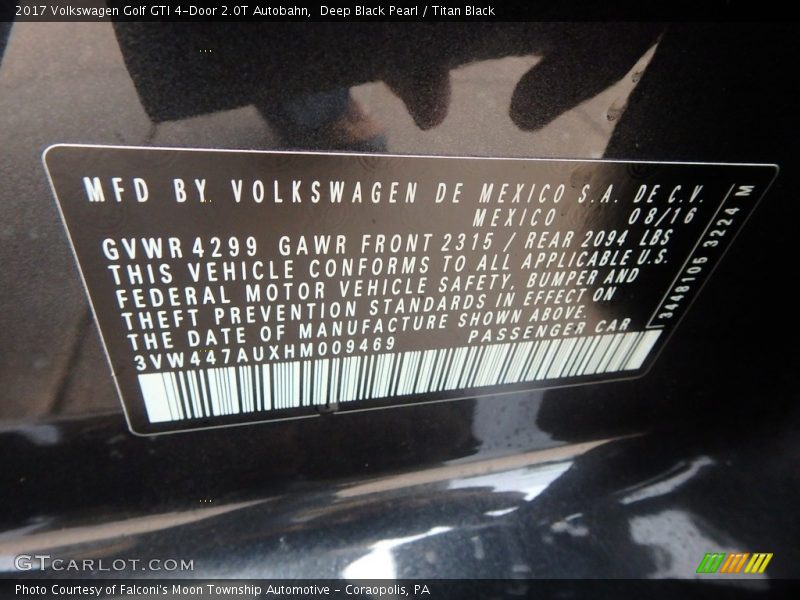 2017 Volkswagen Golf GTI 4-Door 2.0T Autobahn,  Deep Black Pearl / Titan Black
MFD BY VOLKSWAGEN DE MEXICO S.A. DE C.V.
MEXICO 08/16
GVWR 4299 GAWR FRONT 2315 / REAR 2094 LBS
THIS VEHICLE CONFORMS TO ALL APPLICABLE U.S.
FEDERAL MOTOR VEHICLE SAFETY, BUMPER AND
THEFT PREVENTION STANDARDS IN EFFECT ON
THE DATE OF MANUFACTURE SHOWN ABOVE.
3VW447AUXHM009469 PASSENGER CAR
3448105 3224 M
GTCARLOT.COM
Photo Courtesy of Falconi's Moon Township Automotive - Coraopolis, PA